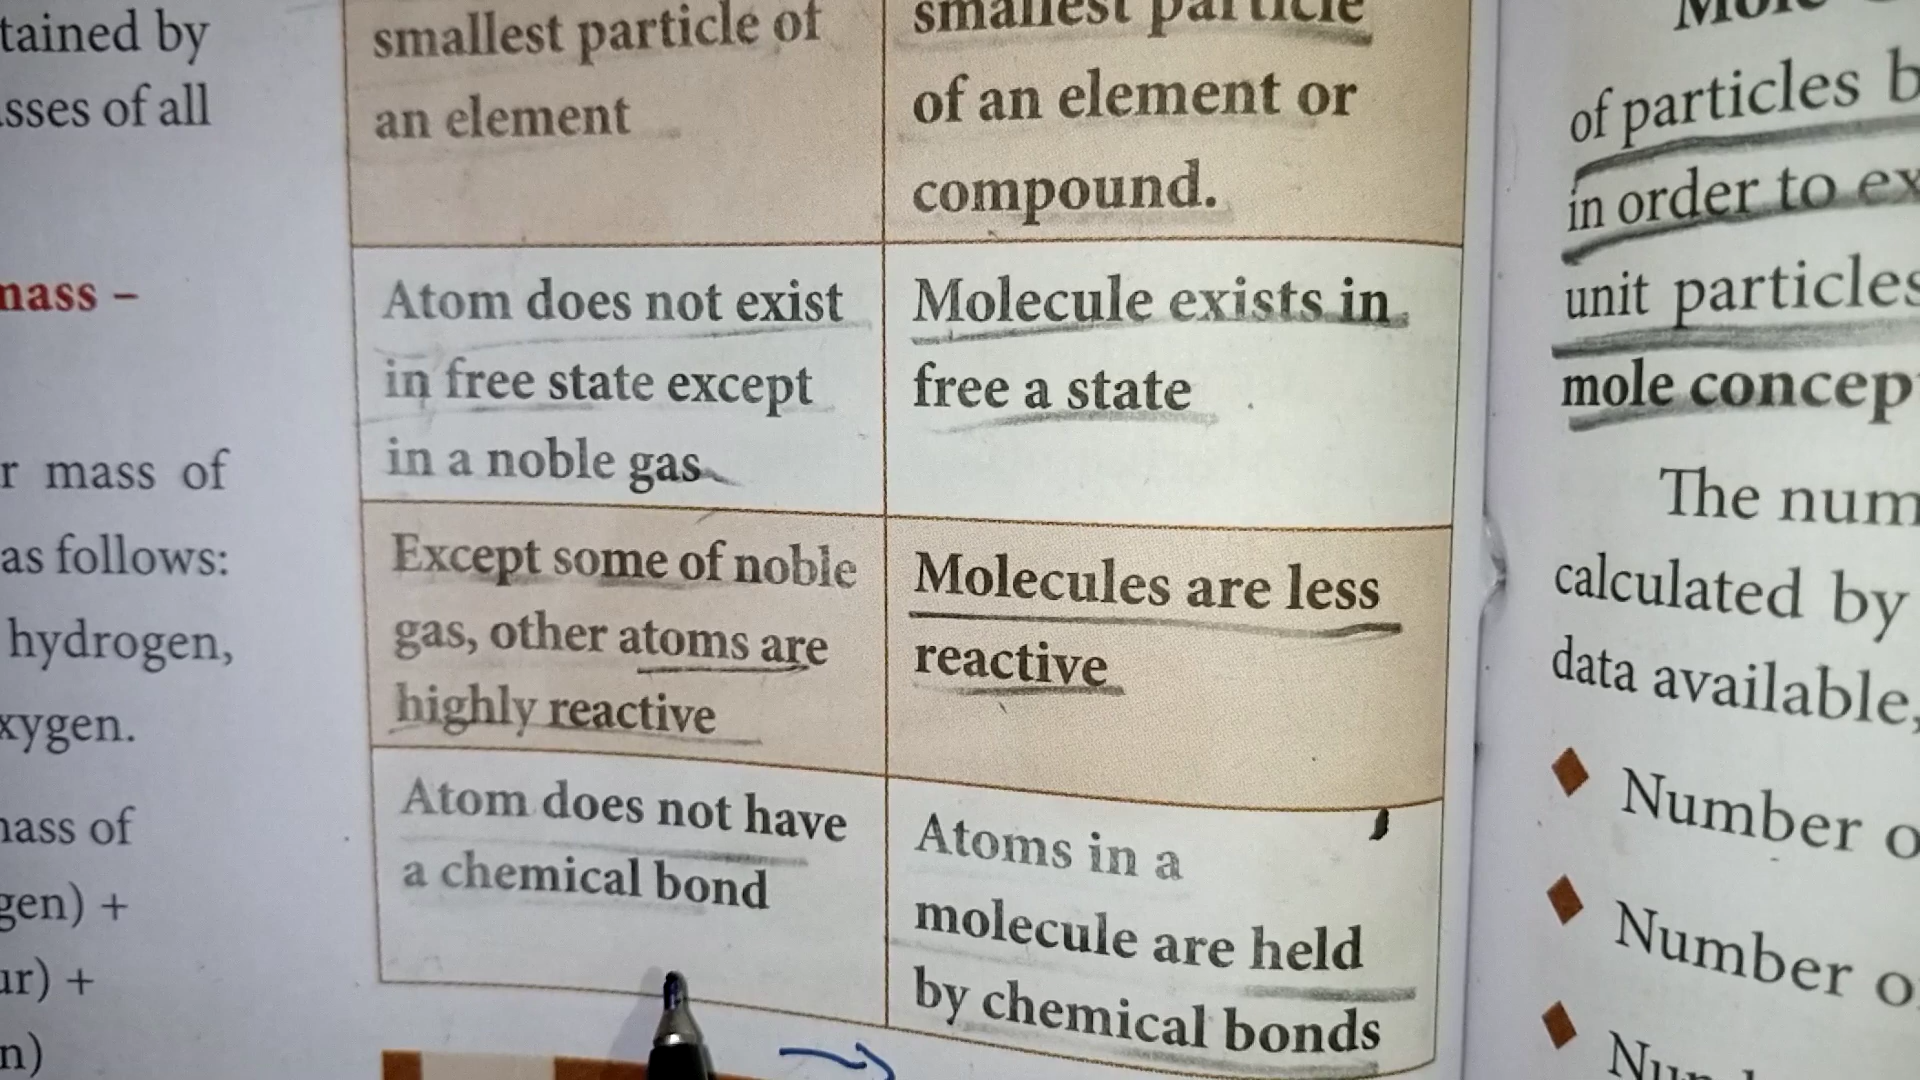 tained by
sses of all
mass –
r mass of
as follows:
hydrogen,
xygen.
mass of
gen) +
ur) +
n)
smallest particle of
an element
smallest particle
of an element or
compound.
Atom does not exist
in free state except
in a noble gas
Molecule exists in
free a state
Except some of noble
gas, other atoms are
highly reactive
Molecules are less
reactive
Atom does not have
a chemical bond
Atoms in a
molecule are held
by chemical bonds
of particles b
in order to ex
unit particles
mole concep
The num
calculated by
data available,
Number o
Number o